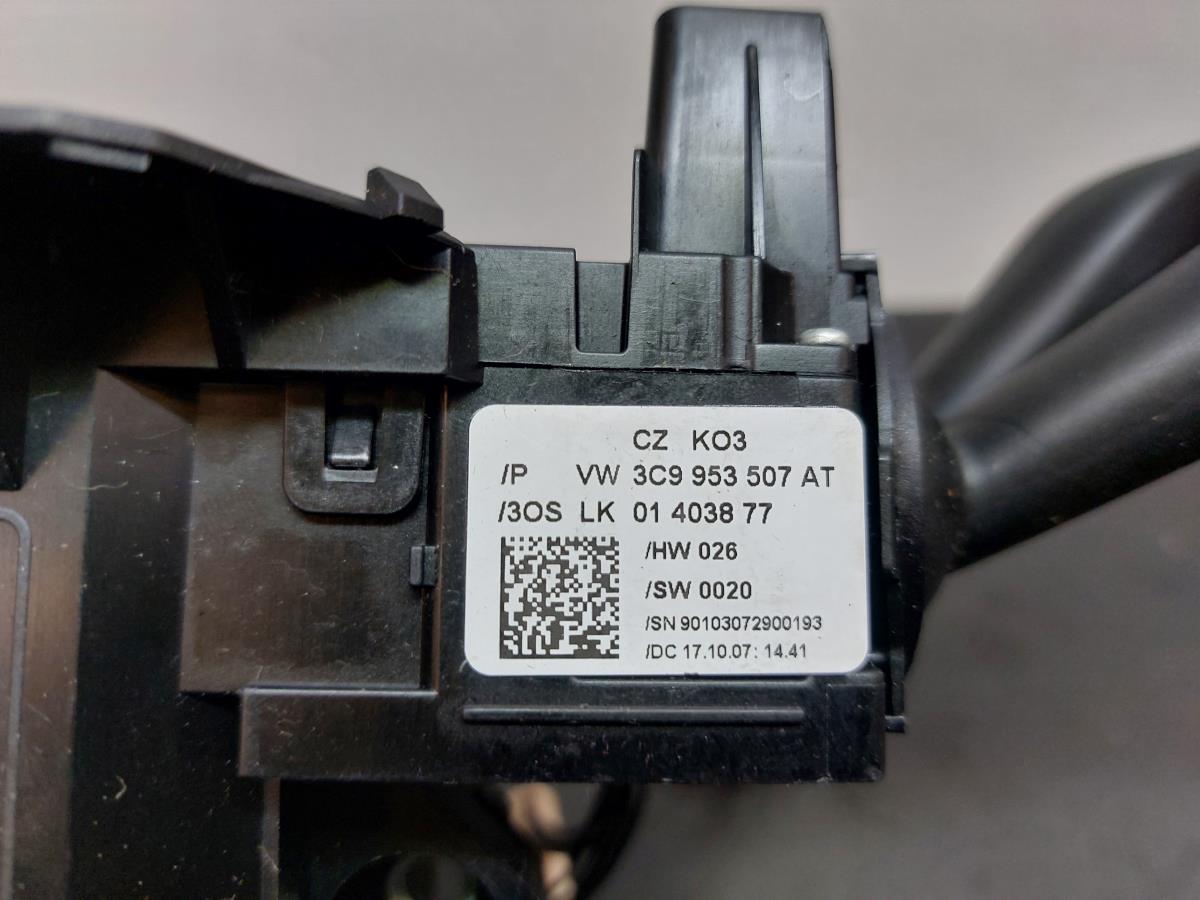 CZ KO3
/P VW 3C9 953 507 AT
/3OS LK 01 4038 77
/HW 026
/SW 0020
/SN 90103072900193
/DC 17.10.07: 14.41